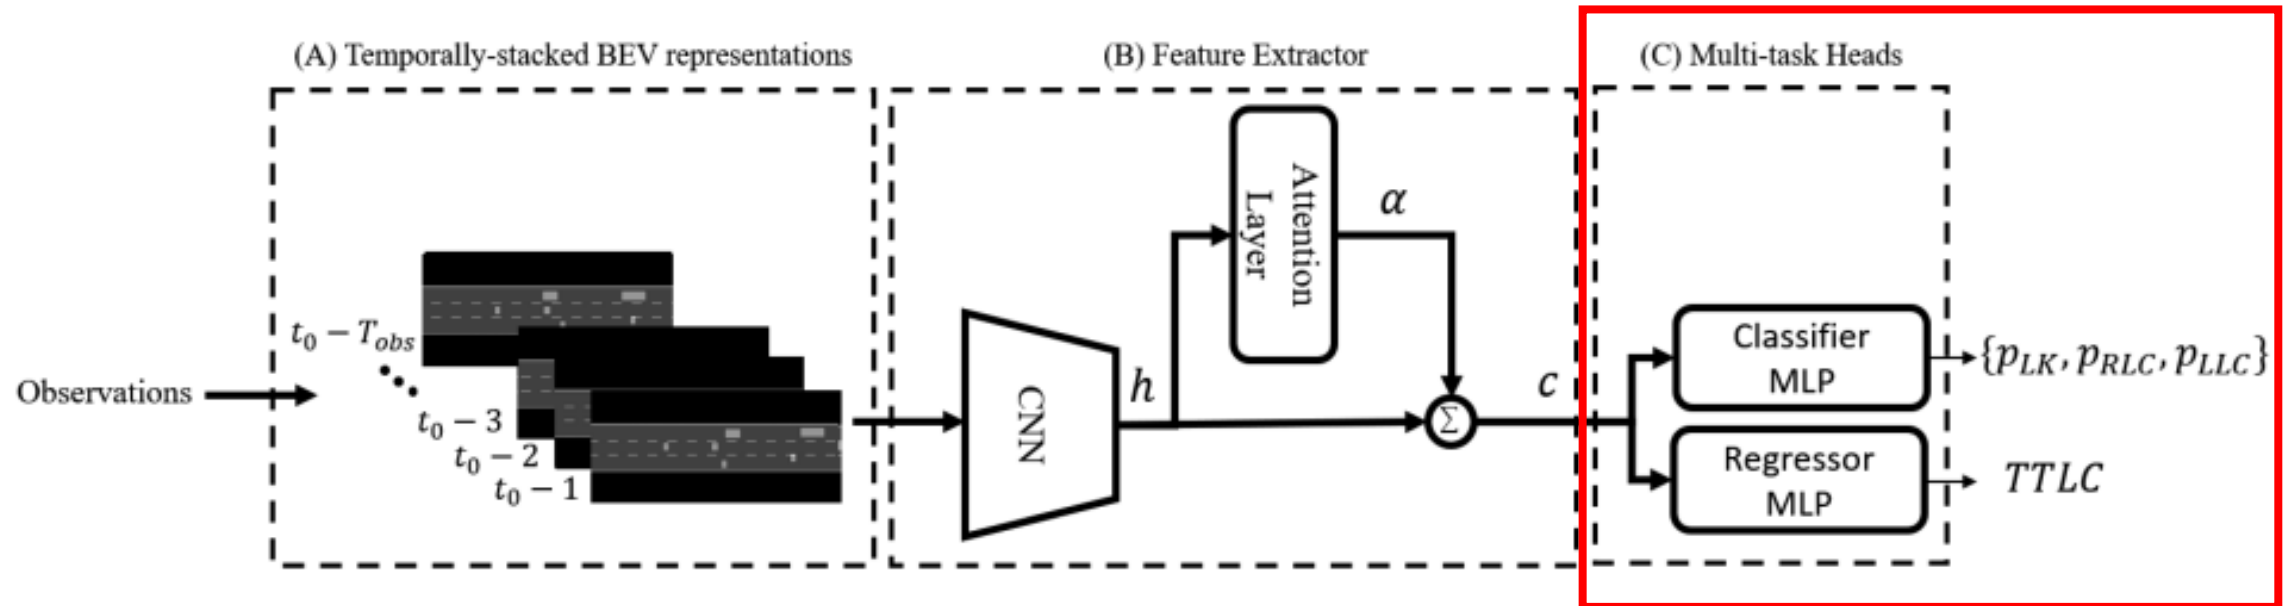 (A) Temporally-stacked BEV representations
(B) Feature Extractor
(C) Multi-task Heads
Observations
t₀ − T_obs
t₀ − 3
t₀ − 2
t₀ − 1
CNN
h
Attention
Layer
α
Σ
c
Classifier
MLP
{p_LK, p_RLC, p_LLC}
Regressor
MLP
TTLC